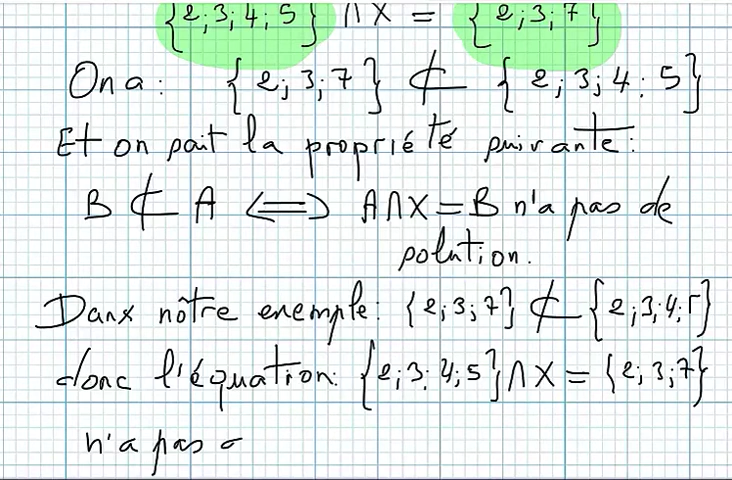 {2;3;4;5} ∩ X = {2;3;7}
On a : {2;3;7} ⊄ {2;3;4;5}
Et on sait la propriété suivante :
B ⊄ A ⟺ A∩X = B n'a pas de
solution.
Dans nôtre exemple : {2;3;7} ⊄ {2;3;4,5}
donc l'équation : {2;3;4;5} ∩ X = {2;3;7}
n'a pas